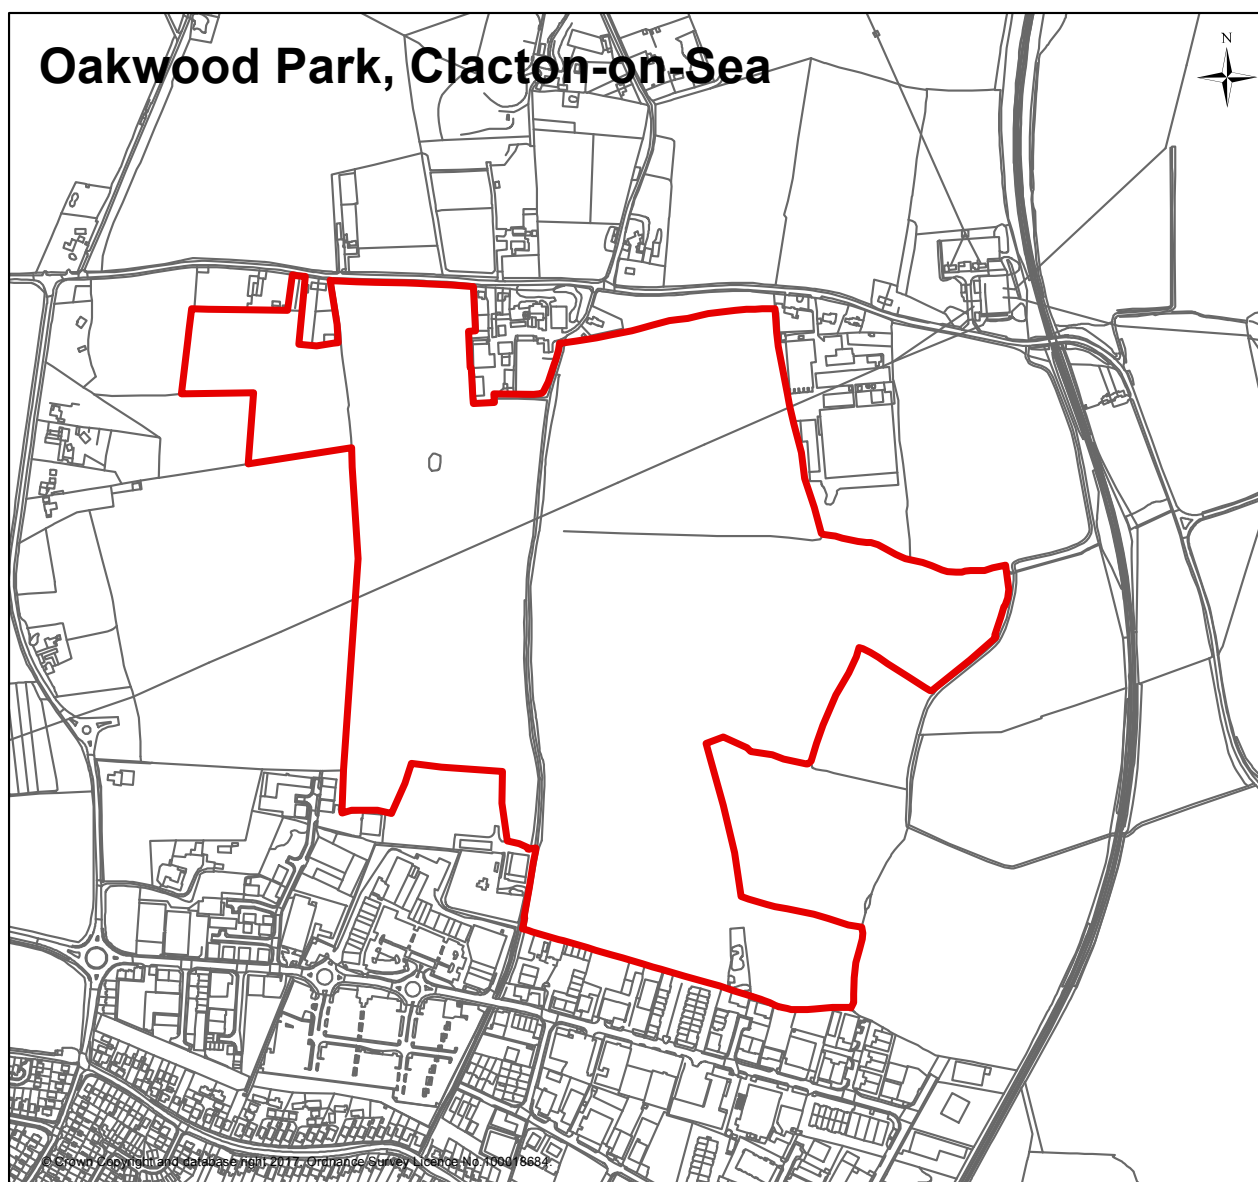 Oakwood Park, Clacton-on-Sea
N
© Crown Copyright and database right 2017. Ordnance Survey Licence No.100018684.